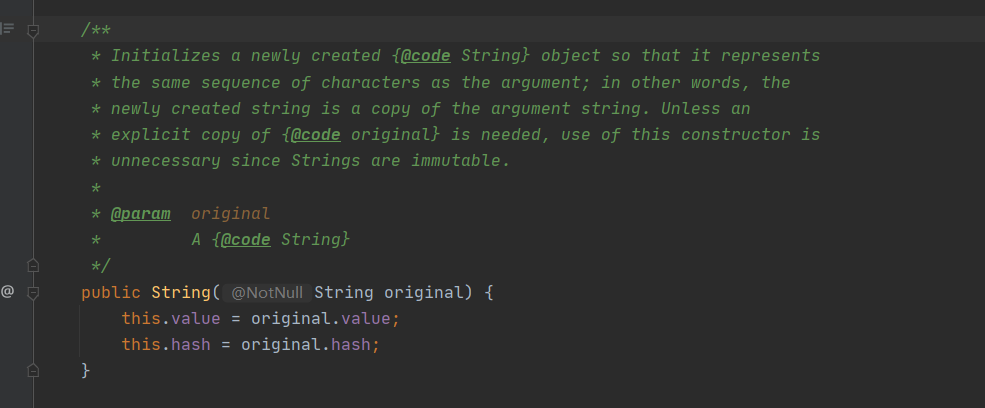 /**
* Initializes a newly created {@code String} object so that it represents
* the same sequence of characters as the argument; in other words, the
* newly created string is a copy of the argument string. Unless an
* explicit copy of {@code original} is needed, use of this constructor is
* unnecessary since Strings are immutable.
*
* @param  original
*         A {@code String}
*/
@ public String( @NotNull String original) {
this.value = original.value;
this.hash = original.hash;
}